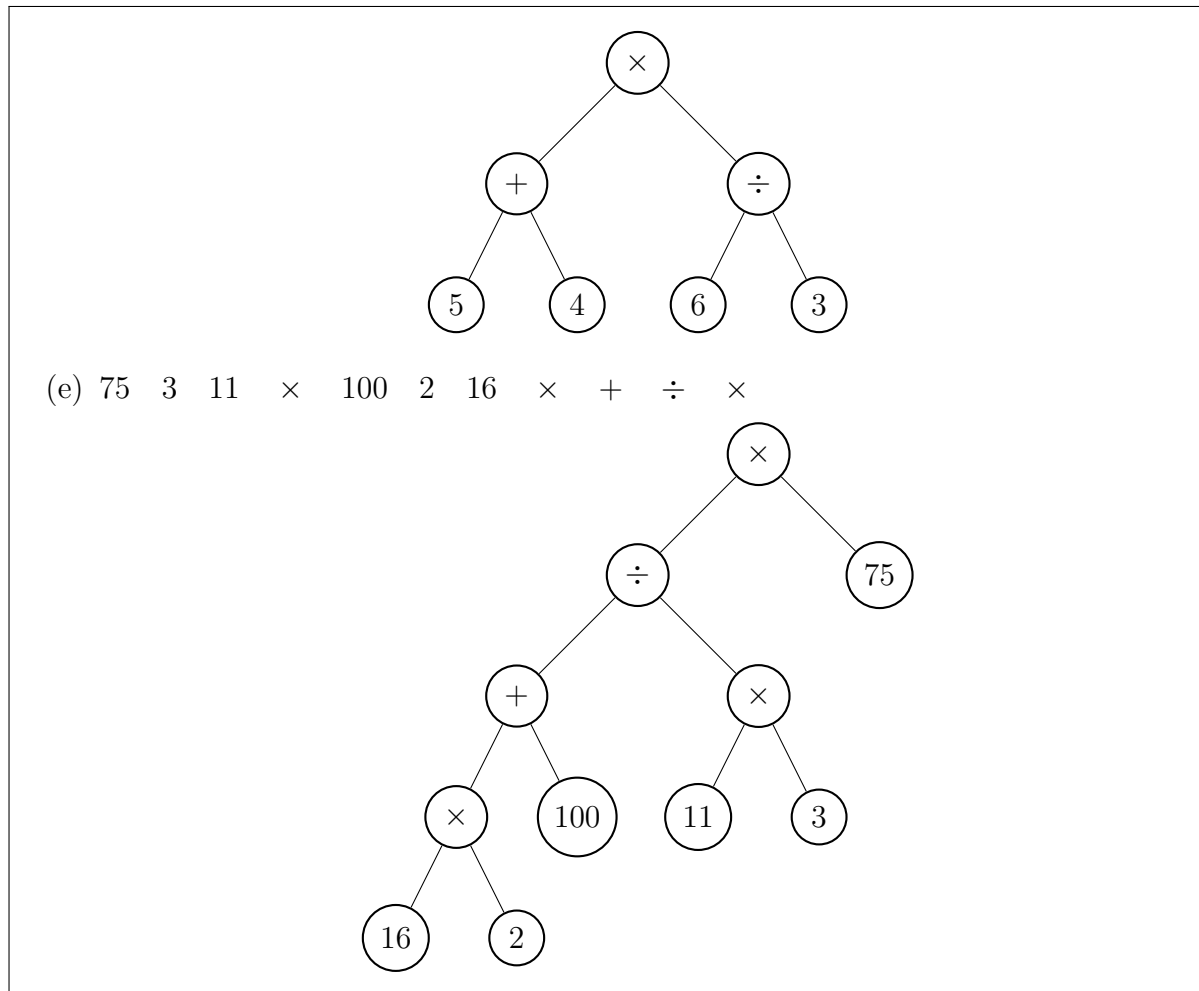 ×
+ ÷
5 4 6 3
(e) 75 3 11 × 100 2 16 × + ÷ ×
×
÷ 75
+ ×
× 100 11 3
16 2